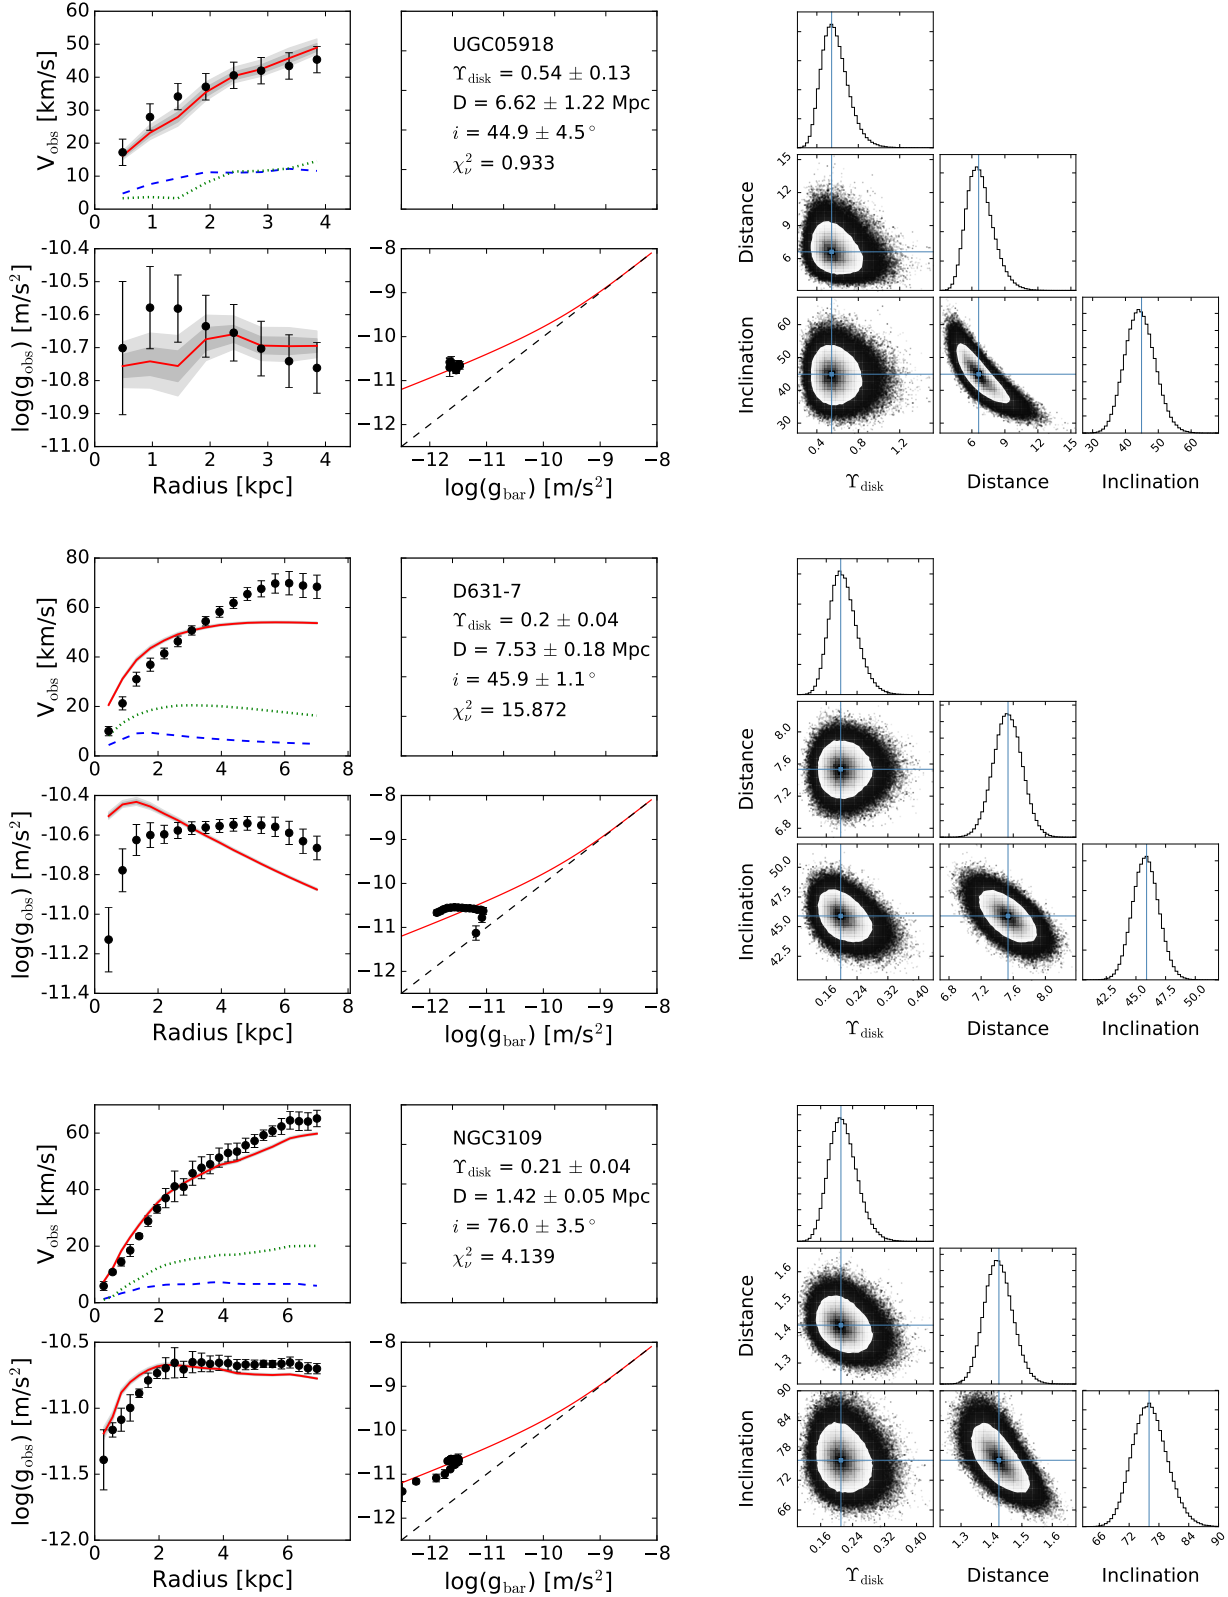 60
50
40
30
20
10
0
V_obs [km/s]
0 1 2 3 4
UGC05918
ϒ_disk = 0.54 ± 0.13
D = 6.62 ± 1.22 Mpc
i = 44.9 ± 4.5°
χ²_ν = 0.933
-10.4
-10.5
-10.6
-10.7
-10.8
-10.9
-11.0
log(g_obs) [m/s²]
0 1 2 3 4
Radius [kpc]
−8
−9
−10
−11
−12
−12 −11 −10 −9 −8
log(g_bar) [m/s²]
15
12
9
6
Distance
60
50
40
30
Inclination
0.4 0.8 1.2
ϒ_disk
6 9 12 15
Distance
30 40 50 60
Inclination
80
60
40
20
0
V_obs [km/s]
0 2 4 6 8
D631-7
ϒ_disk = 0.2 ± 0.04
D = 7.53 ± 0.18 Mpc
i = 45.9 ± 1.1°
χ²_ν = 15.872
-10.4
-10.6
-10.8
-11.0
-11.2
-11.4
log(g_obs) [m/s²]
0 2 4 6 8
Radius [kpc]
−8
−9
−10
−11
−12
−12 −11 −10 −9 −8
log(g_bar) [m/s²]
8.0
7.6
7.2
6.8
Distance
50.0
47.5
45.0
42.5
Inclination
0.16 0.24 0.32 0.40
ϒ_disk
6.8 7.2 7.6 8.0
Distance
42.5 45.0 47.5 50.0
Inclination
60
40
20
0
V_obs [km/s]
0 2 4 6
NGC3109
ϒ_disk = 0.21 ± 0.04
D = 1.42 ± 0.05 Mpc
i = 76.0 ± 3.5°
χ²_ν = 4.139
-10.5
-11.0
-11.5
-12.0
log(g_obs) [m/s²]
0 2 4 6
Radius [kpc]
−8
−9
−10
−11
−12
−12 −11 −10 −9 −8
log(g_bar) [m/s²]
1.6
1.5
1.4
1.3
Distance
90
84
78
72
66
Inclination
0.16 0.24 0.32 0.40
ϒ_disk
1.3 1.4 1.5 1.6
Distance
66 72 78 84 90
Inclination